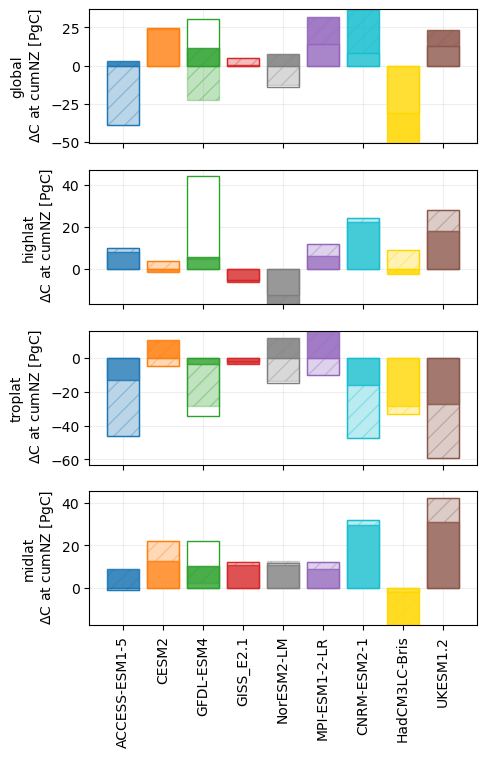 global
ΔC at cumNZ [PgC]
25
0
−25
−50
highlat
ΔC at cumNZ [PgC]
40
20
0
troplat
ΔC at cumNZ [PgC]
0
−20
−40
−60
midlat
ΔC at cumNZ [PgC]
40
20
0
ACCESS-ESM1-5
CESM2
GFDL-ESM4
GISS_E2.1
NorESM2-LM
MPI-ESM1-2-LR
CNRM-ESM2-1
HadCM3LC-Bris
UKESM1.2